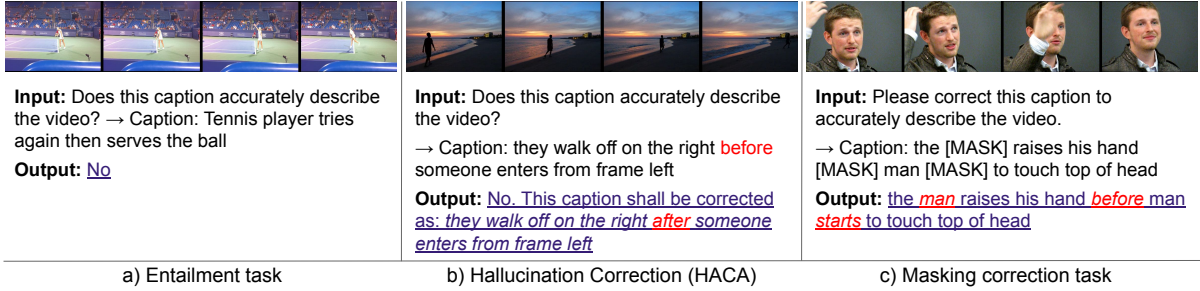 Input: Does this caption accurately describe
the video? → Caption: Tennis player tries
again then serves the ball
Output: No
a) Entailment task
Input: Does this caption accurately describe
the video?
→ Caption: they walk off on the right before
someone enters from frame left
Output: No. This caption shall be corrected
as: they walk off on the right after someone
enters from frame left
b) Hallucination Correction (HACA)
Input: Please correct this caption to
accurately describe the video.
→ Caption: the [MASK] raises his hand
[MASK] man [MASK] to touch top of head
Output: the man raises his hand before man
starts to touch top of head
c) Masking correction task